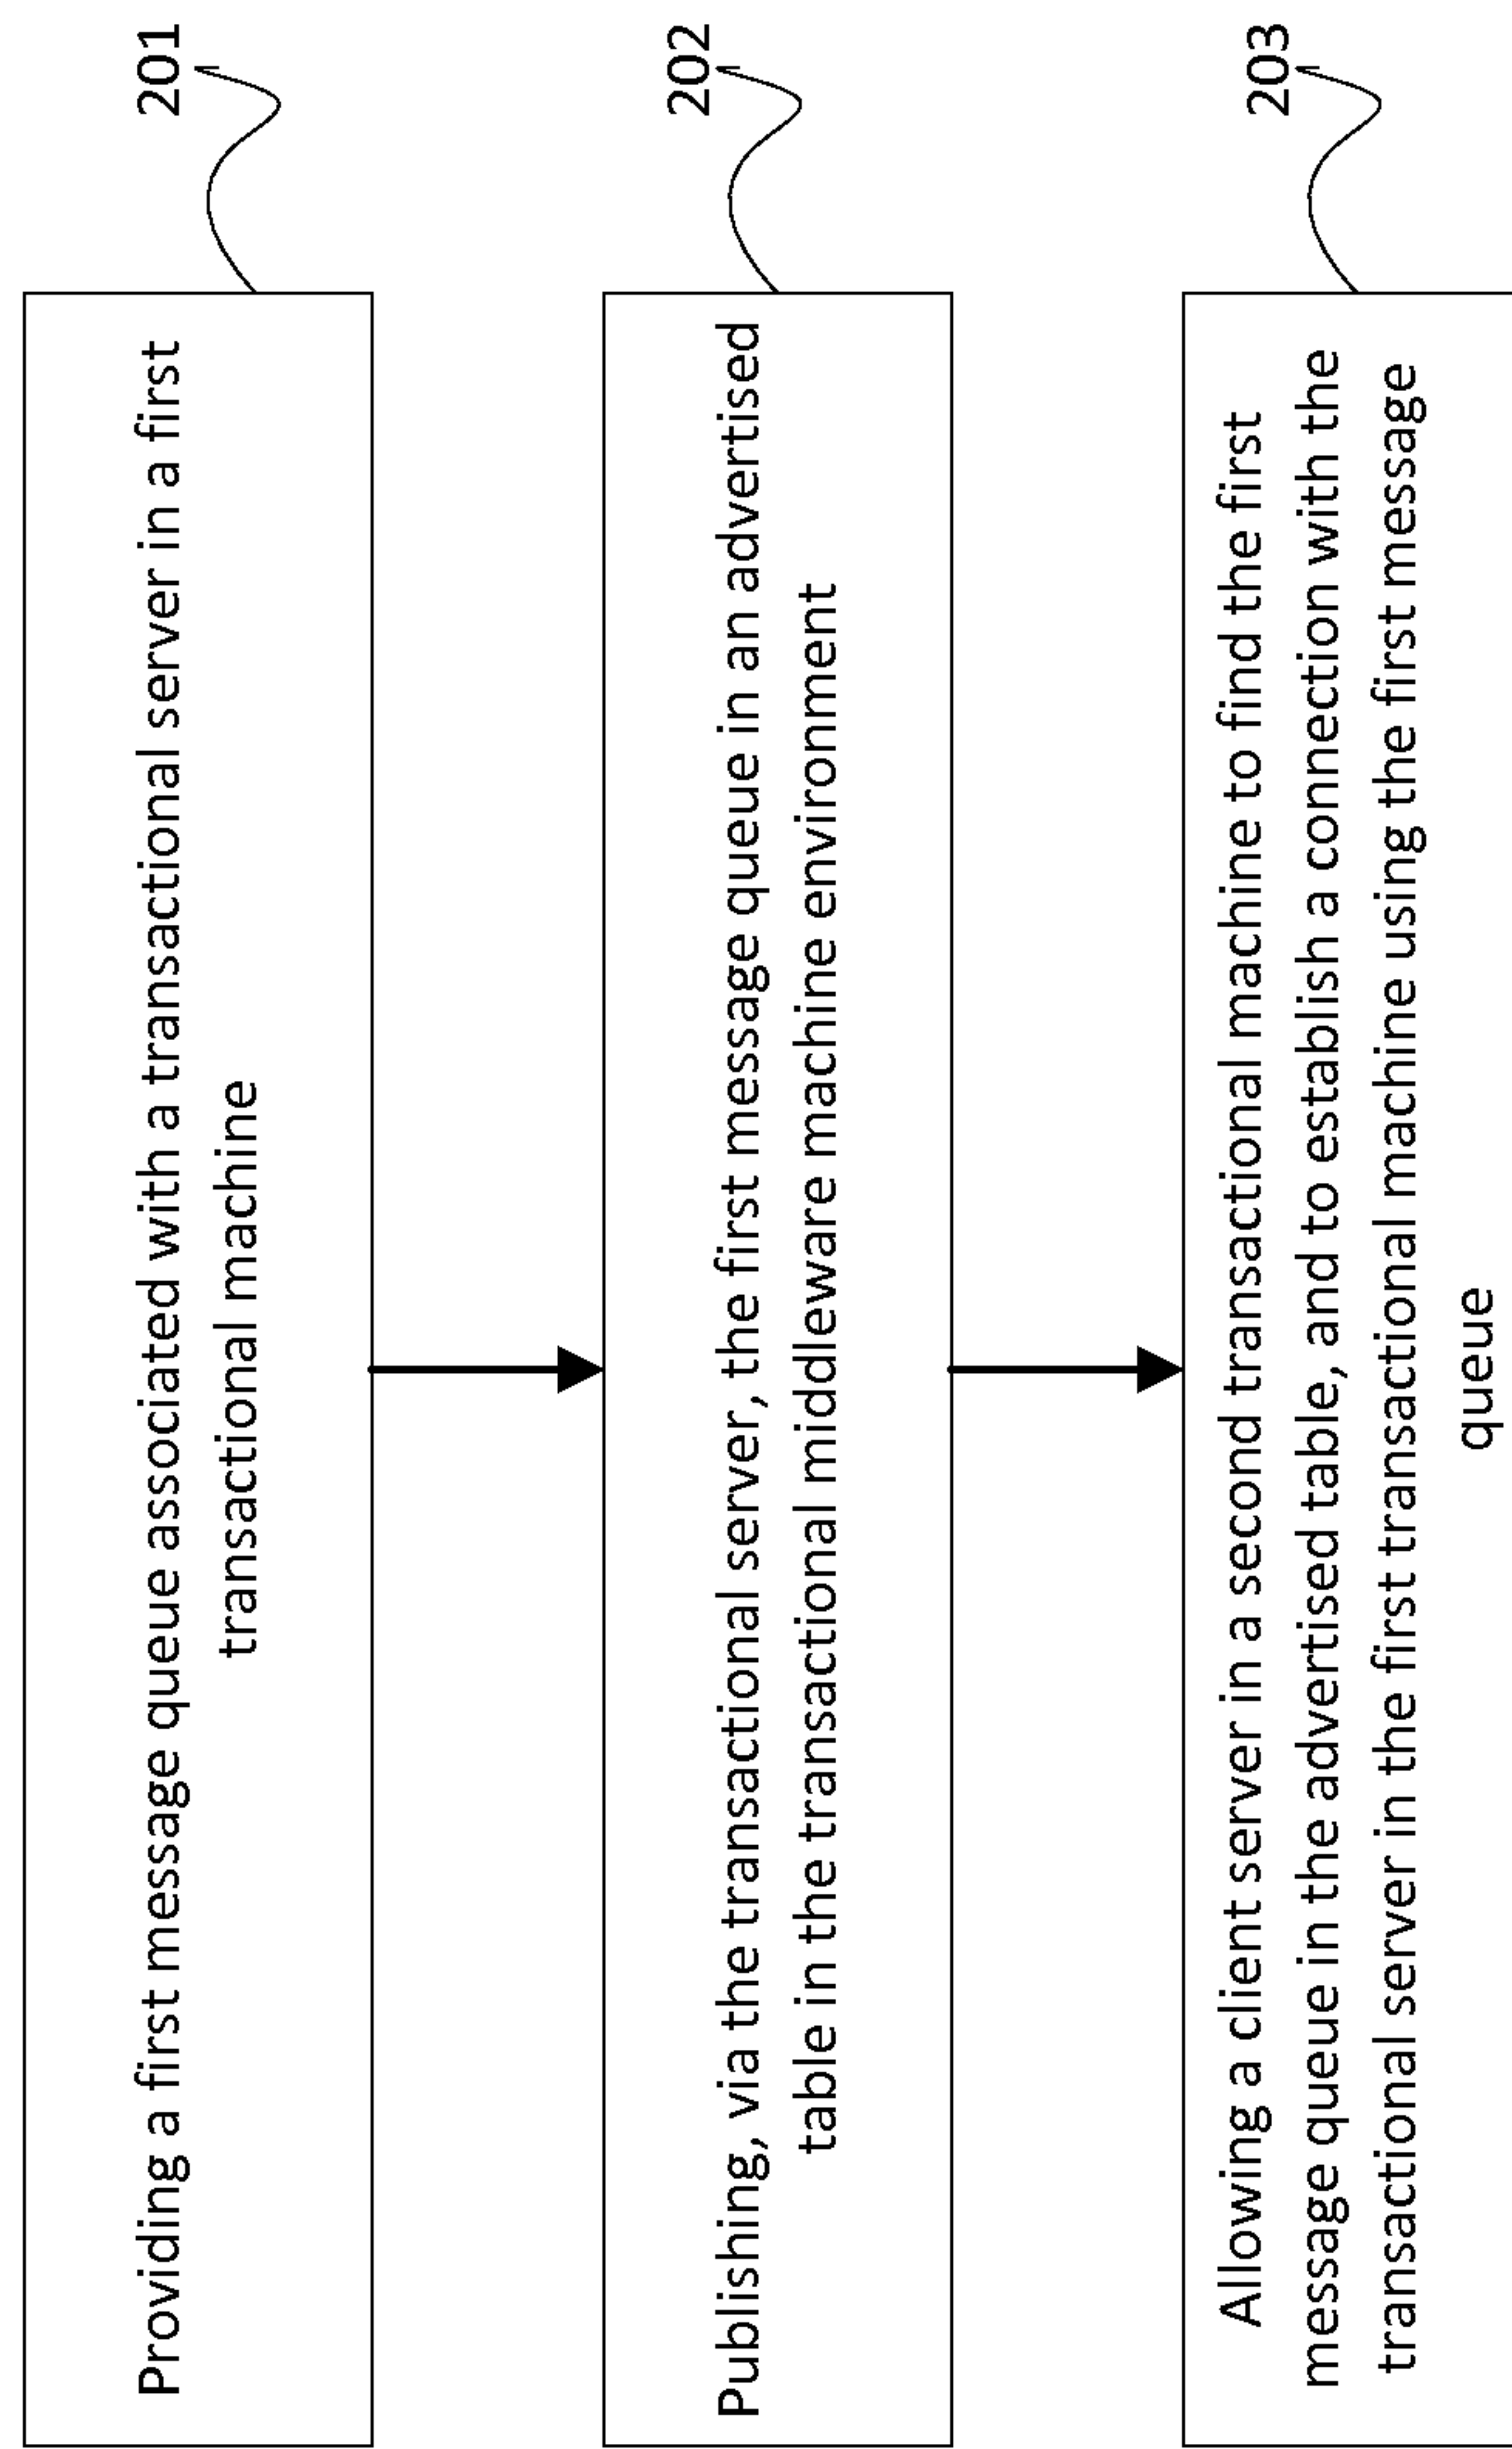 201
Providing a first message queue associated with a transactional server in a first
transactional machine
202
Publishing, via the transactional server, the first message queue in an advertised
table in the transactional middleware machine environment
203
Allowing a client server in a second transactional machine to find the first
message queue in the advertised table, and to establish a connection with the
transactional server in the first transactional machine using the first message
queue